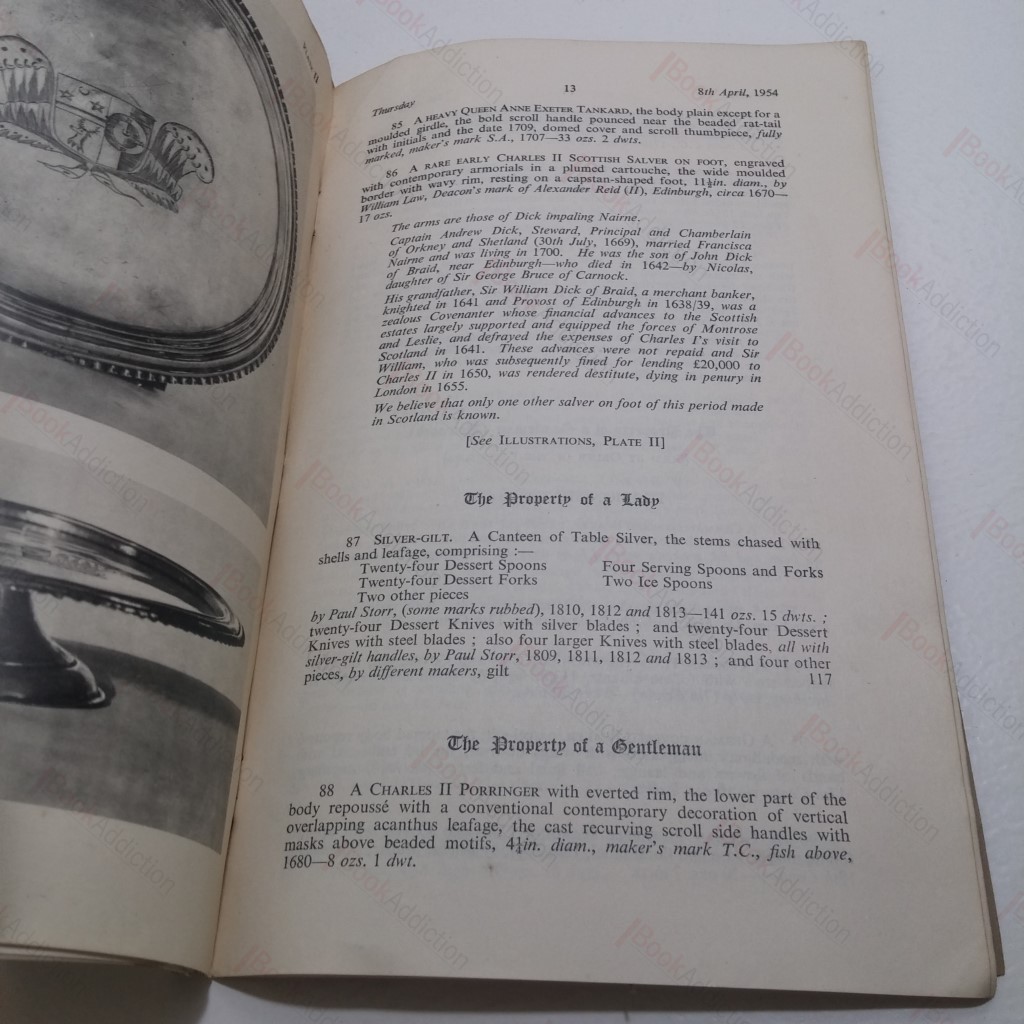 PLATE II
13
Thursday 8th April, 1954
85 A HEAVY QUEEN ANNE EXETER TANKARD, the body plain except for a
moulded girdle, the bold scroll handle pounced near the beaded rat-tail
with initials and the date 1709, domed cover and scroll thumbpiece, fully
marked, maker's mark S.A., 1707—33 ozs. 2 dwts.
86 A RARE EARLY CHARLES II SCOTTISH SALVER ON FOOT, engraved
with contemporary armorials in a plumed cartouche, the wide moulded
border with wavy rim, resting on a capstan-shaped foot, 11½in. diam., by
William Law, Deacon's mark of Alexander Reid (II), Edinburgh, circa 1670—
17 ozs.
The arms are those of Dick impaling Nairne.
Captain Andrew Dick, Steward, Principal and Chamberlain
of Orkney and Shetland (30th July, 1669), married Francisca
Nairne and was living in 1700. He was the son of John Dick
of Braid, near Edinburgh—who died in 1642—by Nicolas,
daughter of Sir George Bruce of Carnock.
His grandfather, Sir William Dick of Braid, a merchant banker,
knighted in 1641 and Provost of Edinburgh in 1638/39, was a
zealous Covenanter whose financial advances to the Scottish
estates largely supported and equipped the forces of Montrose
and Leslie, and defrayed the expenses of Charles I's visit to
Scotland in 1641. These advances were not repaid and Sir
William, who was subsequently fined for lending £20,000 to
Charles II in 1650, was rendered destitute, dying in penury in
London in 1655.
We believe that only one other salver on foot of this period made
in Scotland is known.
[See ILLUSTRATIONS, PLATE II]
The Property of a Lady
87 SILVER-GILT. A Canteen of Table Silver, the stems chased with
shells and leafage, comprising :—
Twenty-four Dessert Spoons Four Serving Spoons and Forks
Twenty-four Dessert Forks Two Ice Spoons
Two other pieces
by Paul Storr, (some marks rubbed), 1810, 1812 and 1813—141 ozs. 15 dwts. ;
twenty-four Dessert Knives with silver blades ; and twenty-four Dessert
Knives with steel blades ; also four larger Knives with steel blades, all with
silver-gilt handles, by Paul Storr, 1809, 1811, 1812 and 1813 ; and four other
pieces, by different makers, gilt 117
The Property of a Gentleman
88 A CHARLES II PORRINGER with everted rim, the lower part of the
body repoussé with a conventional contemporary decoration of vertical
overlapping acanthus leafage, the cast recurving scroll side handles with
masks above beaded motifs, 4¼in. diam., maker's mark T.C., fish above,
1680—8 ozs. 1 dwt.
BookAddiction